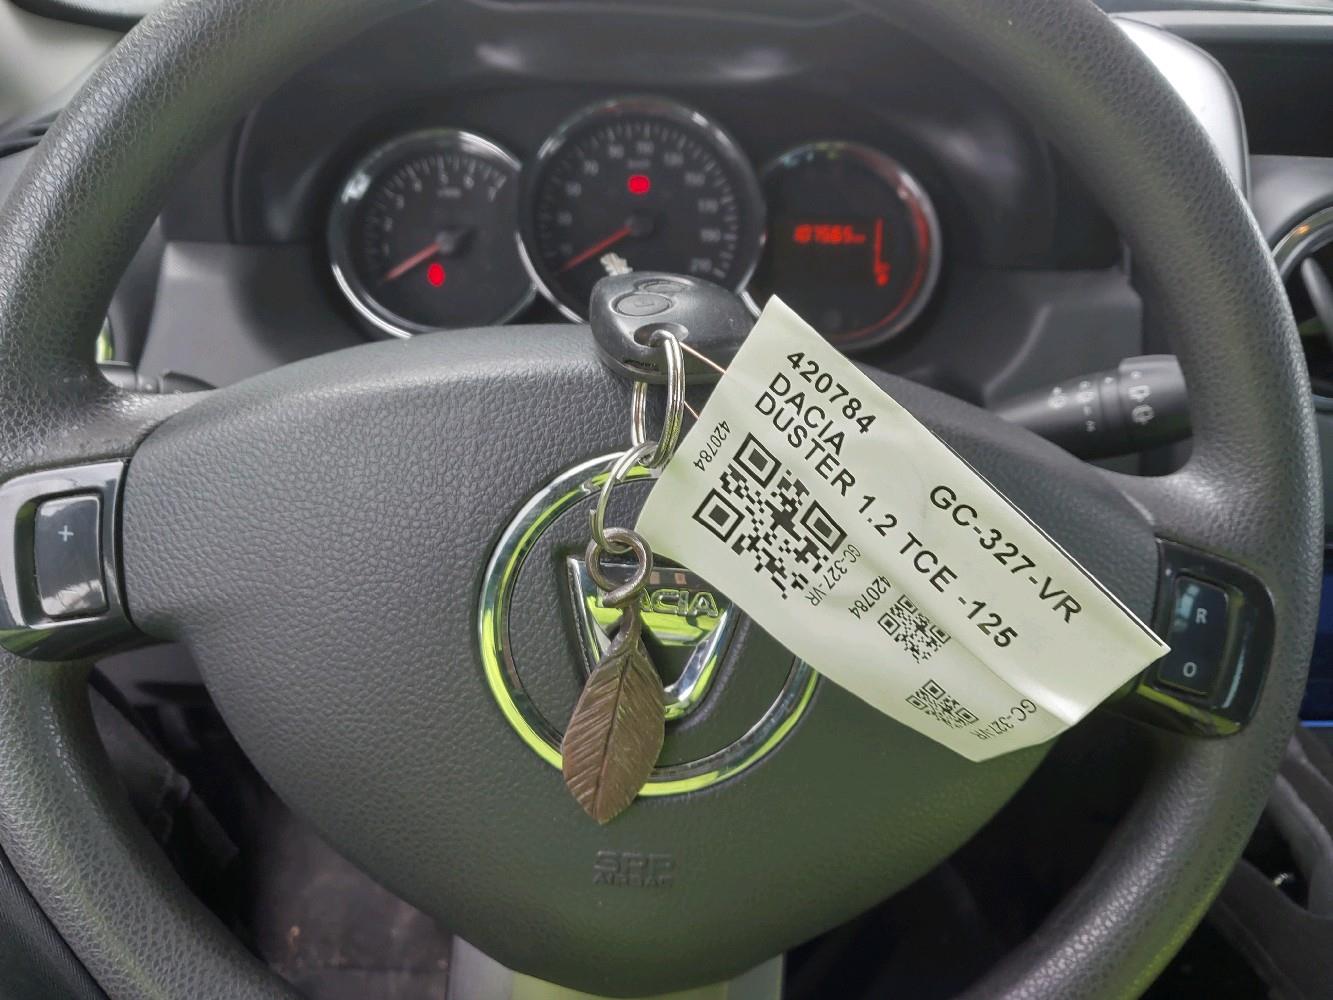 420784
DACIA
DUSTER 1.2 TCE -125
GC-327-VR
420784
GC-327-VR
420784
GC-327-VR
DACIA
SRP
AIRBAG
+
R
O
210